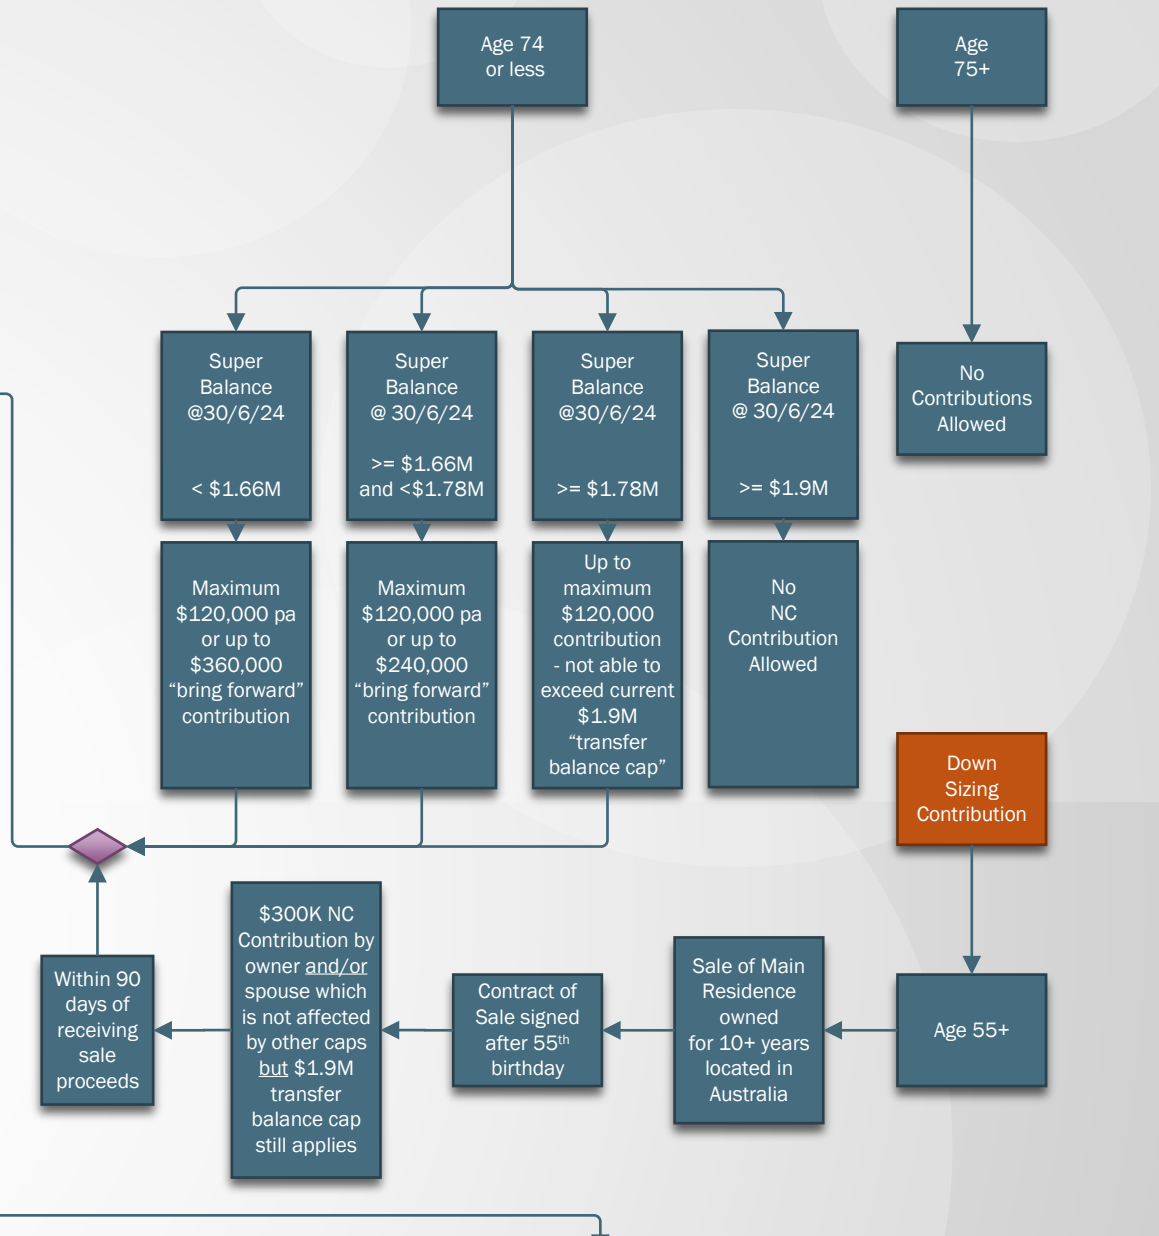 Age 74
or less
Age
75+
Super
Balance
@30/6/24
< $1.66M
Super
Balance
@ 30/6/24
>= $1.66M
and <$1.78M
Super
Balance
@30/6/24
>= $1.78M
Super
Balance
@ 30/6/24
>= $1.9M
No
Contributions
Allowed
Maximum
$120,000 pa
or up to
$360,000
“bring forward”
contribution
Maximum
$120,000 pa
or up to
$240,000
“bring forward”
contribution
Up to
maximum
$120,000
contribution
- not able to
exceed current
$1.9M
“transfer
balance cap”
No
NC
Contribution
Allowed
Down
Sizing
Contribution
Within 90
days of
receiving
sale
proceeds
$300K NC
Contribution by
owner and/or
spouse which
is not affected
by other caps
but $1.9M
transfer
balance cap
still applies
Contract of
Sale signed
after 55th
birthday
Sale of Main
Residence
owned
for 10+ years
located in
Australia
Age 55+